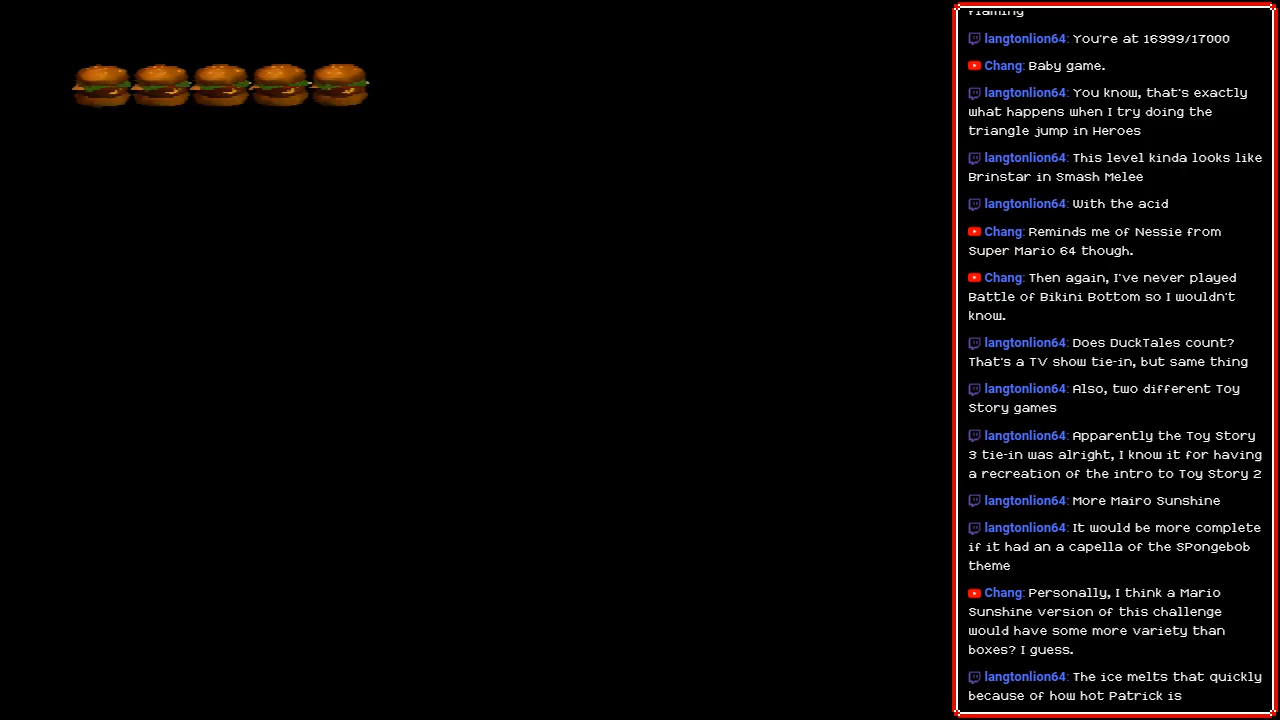 Flaming
langtonlion64: You're at 16999/17000
Chang: Baby game.
langtonlion64: You know, that's exactly
what happens when I try doing the
triangle jump in Heroes
langtonlion64: This level kinda looks like
Brinstar in Smash Melee
langtonlion64: With the acid
Chang: Reminds me of Nessie from
Super Mario 64 though.
Chang: Then again, I've never played
Battle of Bikini Bottom so I wouldn't
know.
langtonlion64: Does DuckTales count?
That's a TV show tie-in, but same thing
langtonlion64: Also, two different Toy
Story games
langtonlion64: Apparently the Toy Story
3 tie-in was alright, I know it for having
a recreation of the intro to Toy Story 2
langtonlion64: More Mairo Sunshine
langtonlion64: It would be more complete
if it had an a capella of the SPongebob
theme
Chang: Personally, I think a Mario
Sunshine version of this challenge
would have some more variety than
boxes? I guess.
langtonlion64: The ice melts that quickly
because of how hot Patrick is